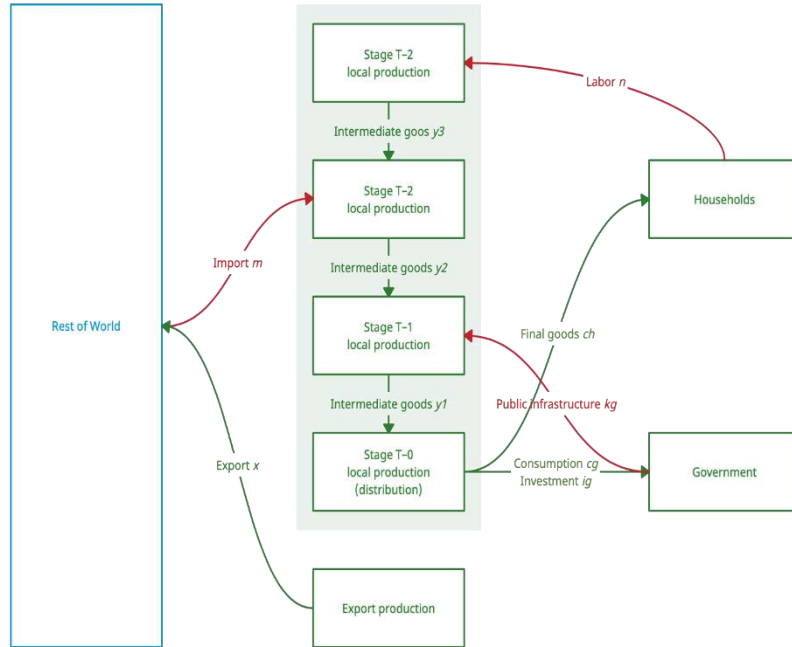 Stage T–2
local production
Labor n
Intermediate goos y3
Stage T–2
local production
Households
Import m
Intermediate goods y2
Rest of World
Stage T–1
local production
Final goods ch
Intermediate goods y1
Public infrastructure kg
Stage T–0
local production
(distribution)
Export x
Consumption cg
Investment ig
Government
Export production